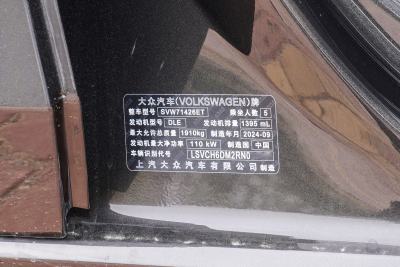 大众汽车(VOLKSWAGEN)牌
整车型号 SVW71426ET 乘坐人数 5
发动机型号 DLE 发动机排量 1395 mL
最大允许总质量 1910kg 制造年月 2024-09
发动机最大净功率 110 kW 制造国 中国
车辆识别代号 LSVCH6DM2RN0
上汽大众汽车有限公司 制造